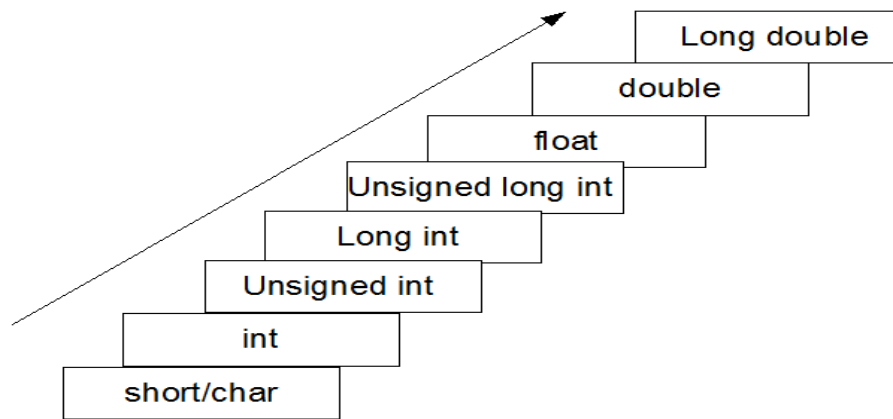 Long double
double
float
Unsigned long int
Long int
Unsigned int
int
short/char